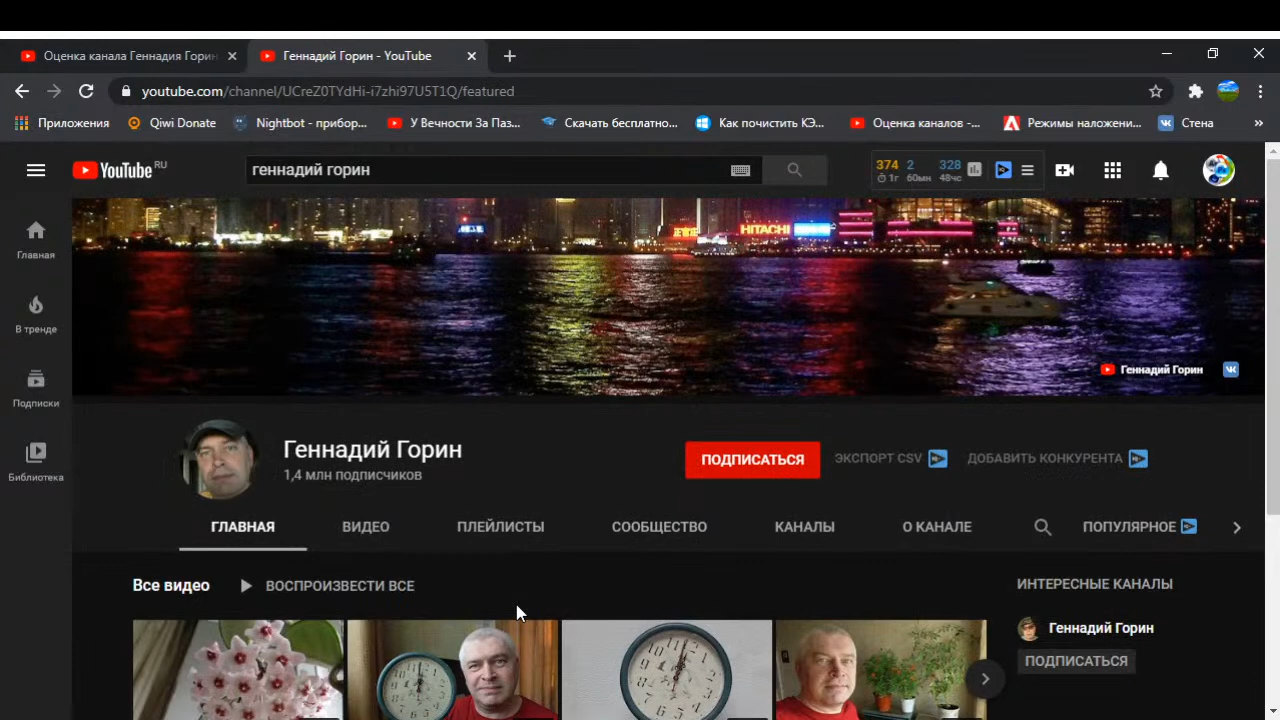 Оценка канала Геннадия Горин
Геннадий Горин - YouTube
youtube.com/channel/UCreZ0TYdHi-i7zhi97U5T1Q/featured
Приложения
Qiwi Donate
Nightbot - прибор...
У Вечности За Паз...
Скачать бесплатно...
Как почистить КЭ...
Оценка каналов -...
Режимы наложени...
Стена
»
YouTube RU
геннадий горин
374 2 328
1г 60мн 48чс
Главная
В тренде
Подписки
Библиотека
HITACHI
Геннадий Горин
Геннадий Горин
1,4 млн подписчиков
ПОДПИСАТЬСЯ
ЭКСПОРТ CSV
ДОБАВИТЬ КОНКУРЕНТА
ГЛАВНАЯ
ВИДЕО
ПЛЕЙЛИСТЫ
СООБЩЕСТВО
КАНАЛЫ
О КАНАЛЕ
ПОПУЛЯРНОЕ
Все видео
ВОСПРОИЗВЕСТИ ВСЕ
ИНТЕРЕСНЫЕ КАНАЛЫ
Геннадий Горин
ПОДПИСАТЬСЯ